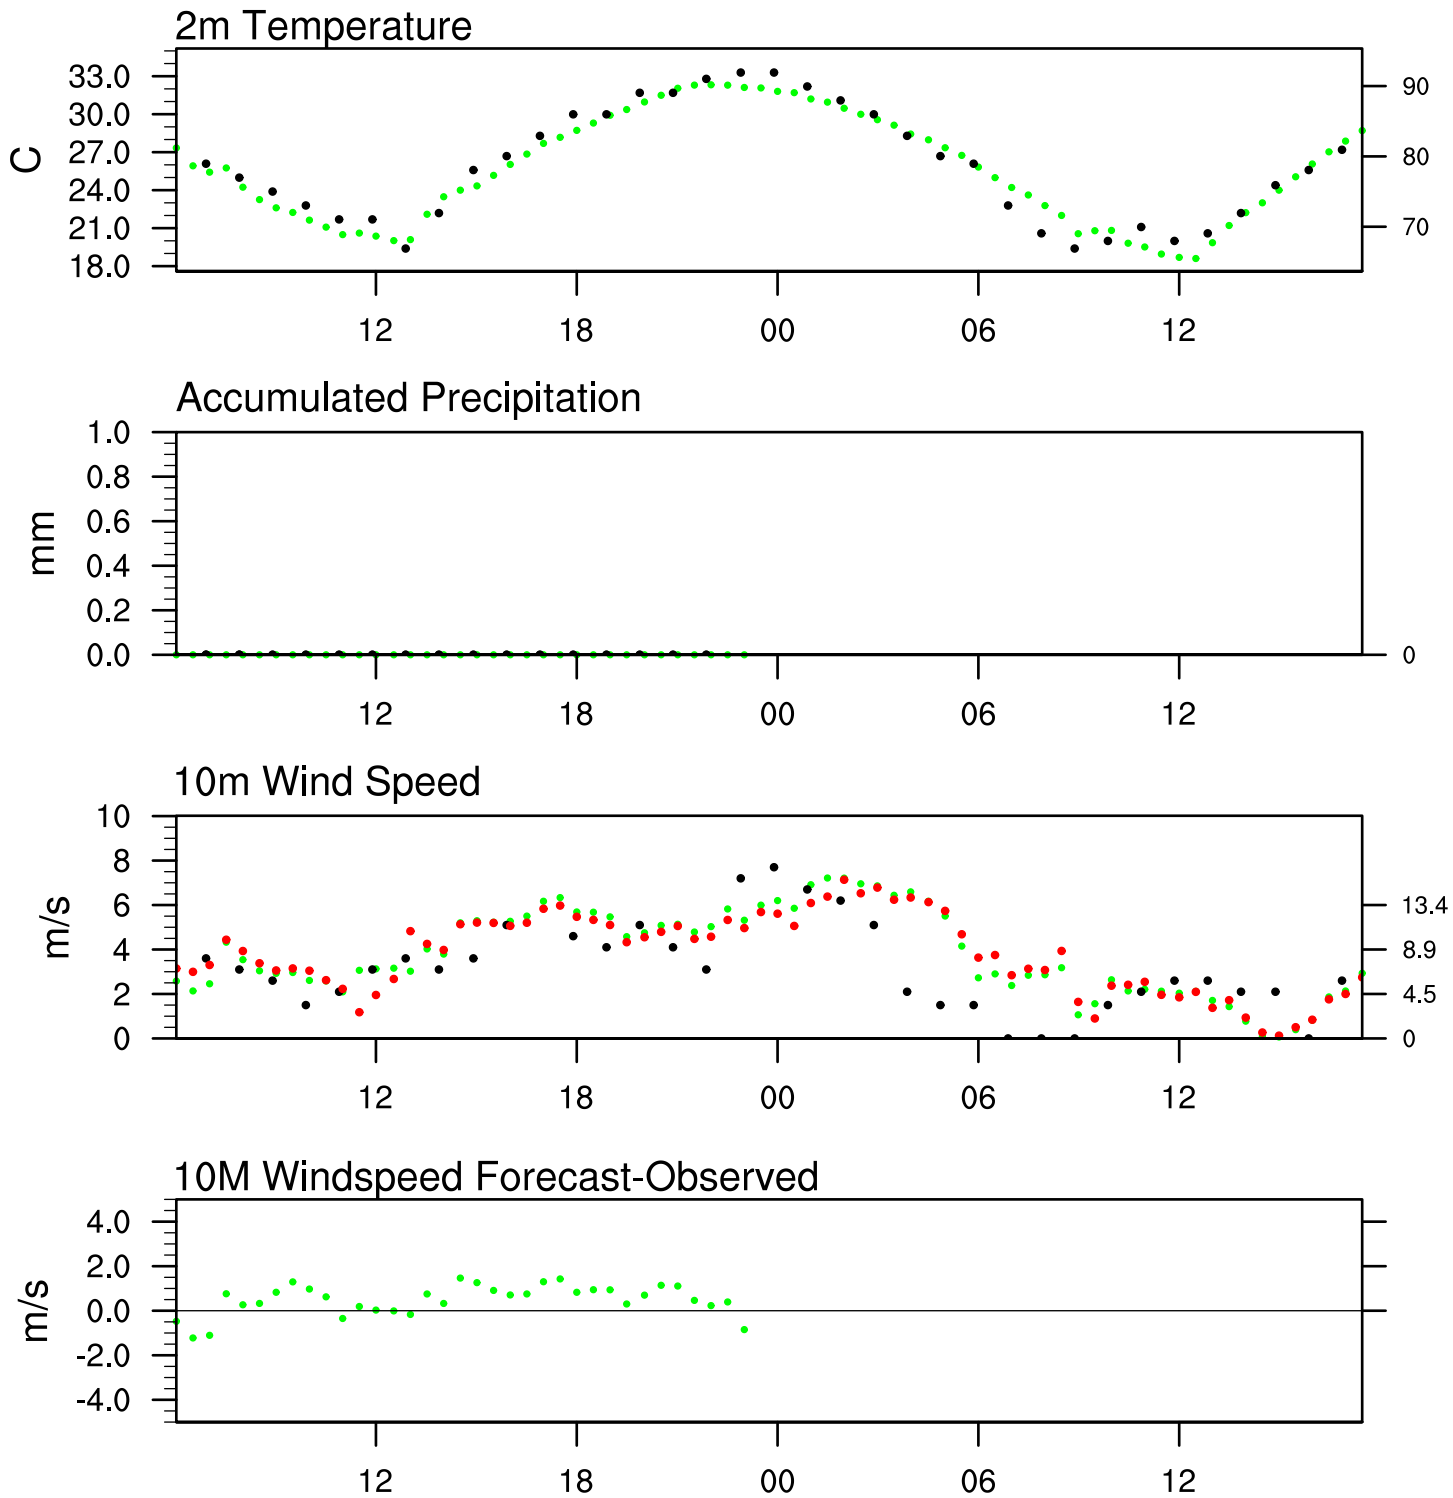 2m Temperature
33.0
30.0
27.0
24.0
21.0
18.0
C
90
80
70
12 18 00 06 12
Accumulated Precipitation
1.0
0.8
0.6
0.4
0.2
0.0
mm
0
12 18 00 06 12
10m Wind Speed
10
8
6
4
2
0
m/s
13.4
8.9
4.5
0
12 18 00 06 12
10M Windspeed Forecast-Observed
4.0
2.0
0.0
-2.0
-4.0
m/s
12 18 00 06 12